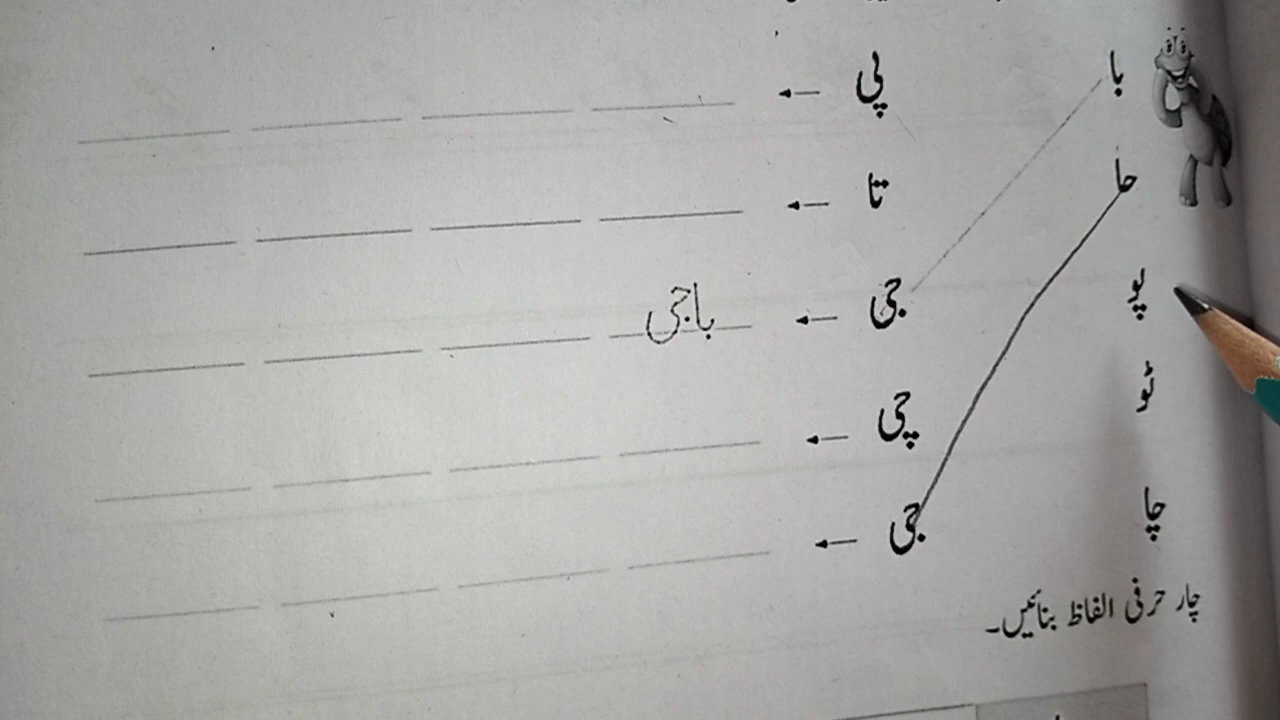 با پی
حا تا
پو جی باجی
ٹو چی
چا جی
چار حرفی الفاظ بنائیں۔